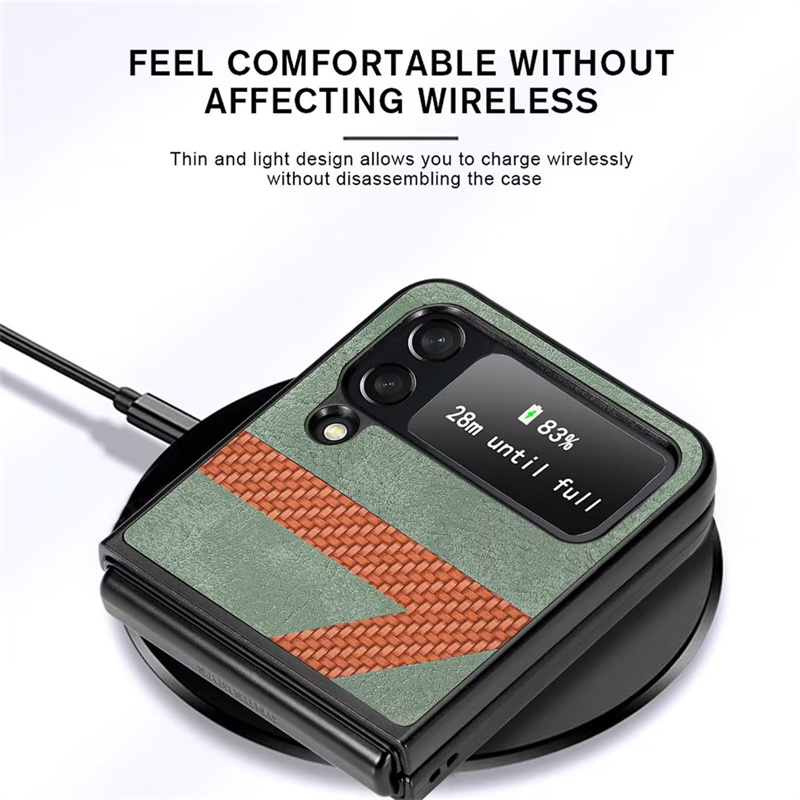 FEEL COMFORTABLE WITHOUT
AFFECTING WIRELESS
Thin and light design allows you to charge wirelessly
without disassembling the case
83%
28m until full